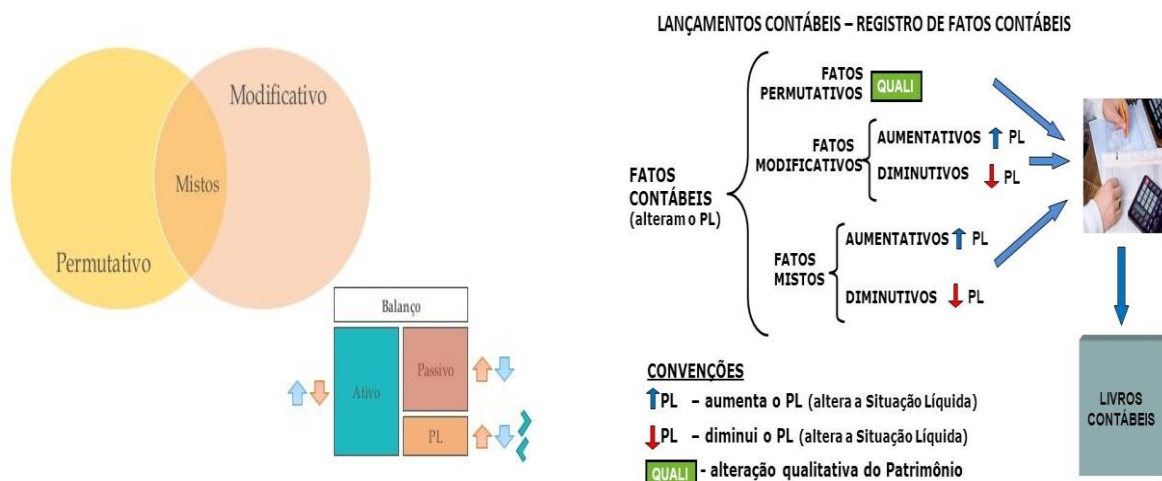 Modificativo
Mistos
Permutativo
Balanço
Ativo
Passivo
PL
LANÇAMENTOS CONTÁBEIS – REGISTRO DE FATOS CONTÁBEIS
FATOS
PERMUTATIVOS
QUALI
FATOS
MODIFICATIVOS
AUMENTATIVOS PL
DIMINUTIVOS PL
FATOS
CONTÁBEIS
(alteram o PL)
FATOS
MISTOS
AUMENTATIVOS PL
DIMINUTIVOS PL
CONVENÇÕES
PL – aumenta o PL (altera a Situação Líquida)
PL – diminui o PL (altera a Situação Líquida)
QUALI - alteração qualitativa do Patrimônio
LIVROS
CONTÁBEIS